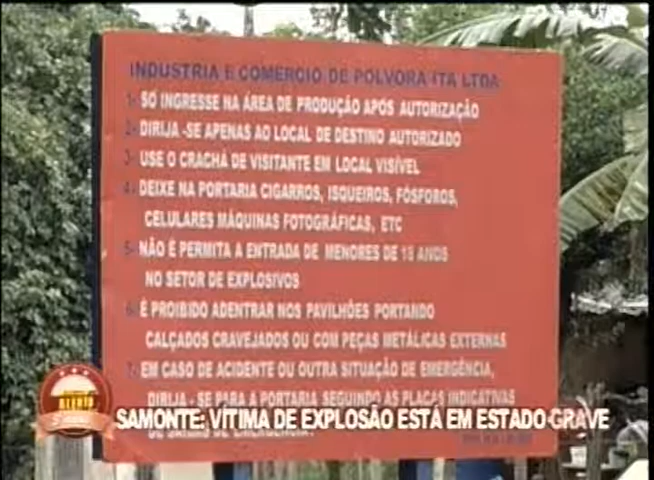 INDUSTRIA E COMERCIO DE POLVORA ITA LTDA
1- SÓ INGRESSE NA ÁREA DE PRODUÇÃO APÓS AUTORIZAÇÃO
2- DIRIJA -SE APENAS AO LOCAL DE DESTINO AUTORIZADO
3- USE O CRACHÁ DE VISITANTE EM LOCAL VISÍVEL
4- DEIXE NA PORTARIA CIGARROS, ISQUEIROS, FÓSFOROS,
CELULARES MÁQUINAS FOTOGRÁFICAS, ETC
5- NÃO É PERMITA A ENTRADA DE MENORES DE 18 ANOS
NO SETOR DE EXPLOSIVOS
6- É PROIBIDO ADENTRAR NOS PAVILHÕES PORTANDO
CALÇADOS CRAVEJADOS OU COM PEÇAS METÁLICAS EXTERNAS
7- EM CASO DE ACIDENTE OU OUTRA SITUAÇÃO DE EMERGÊNCIA,
DIRIJA - SE PARA A PORTARIA SEGUINDO AS PLACAS INDICATIVAS
DE SAÍDAS DE EMERGÊNCIA.
SAMONTE: VÍTIMA DE EXPLOSÃO ESTÁ EM ESTADO GRAVE